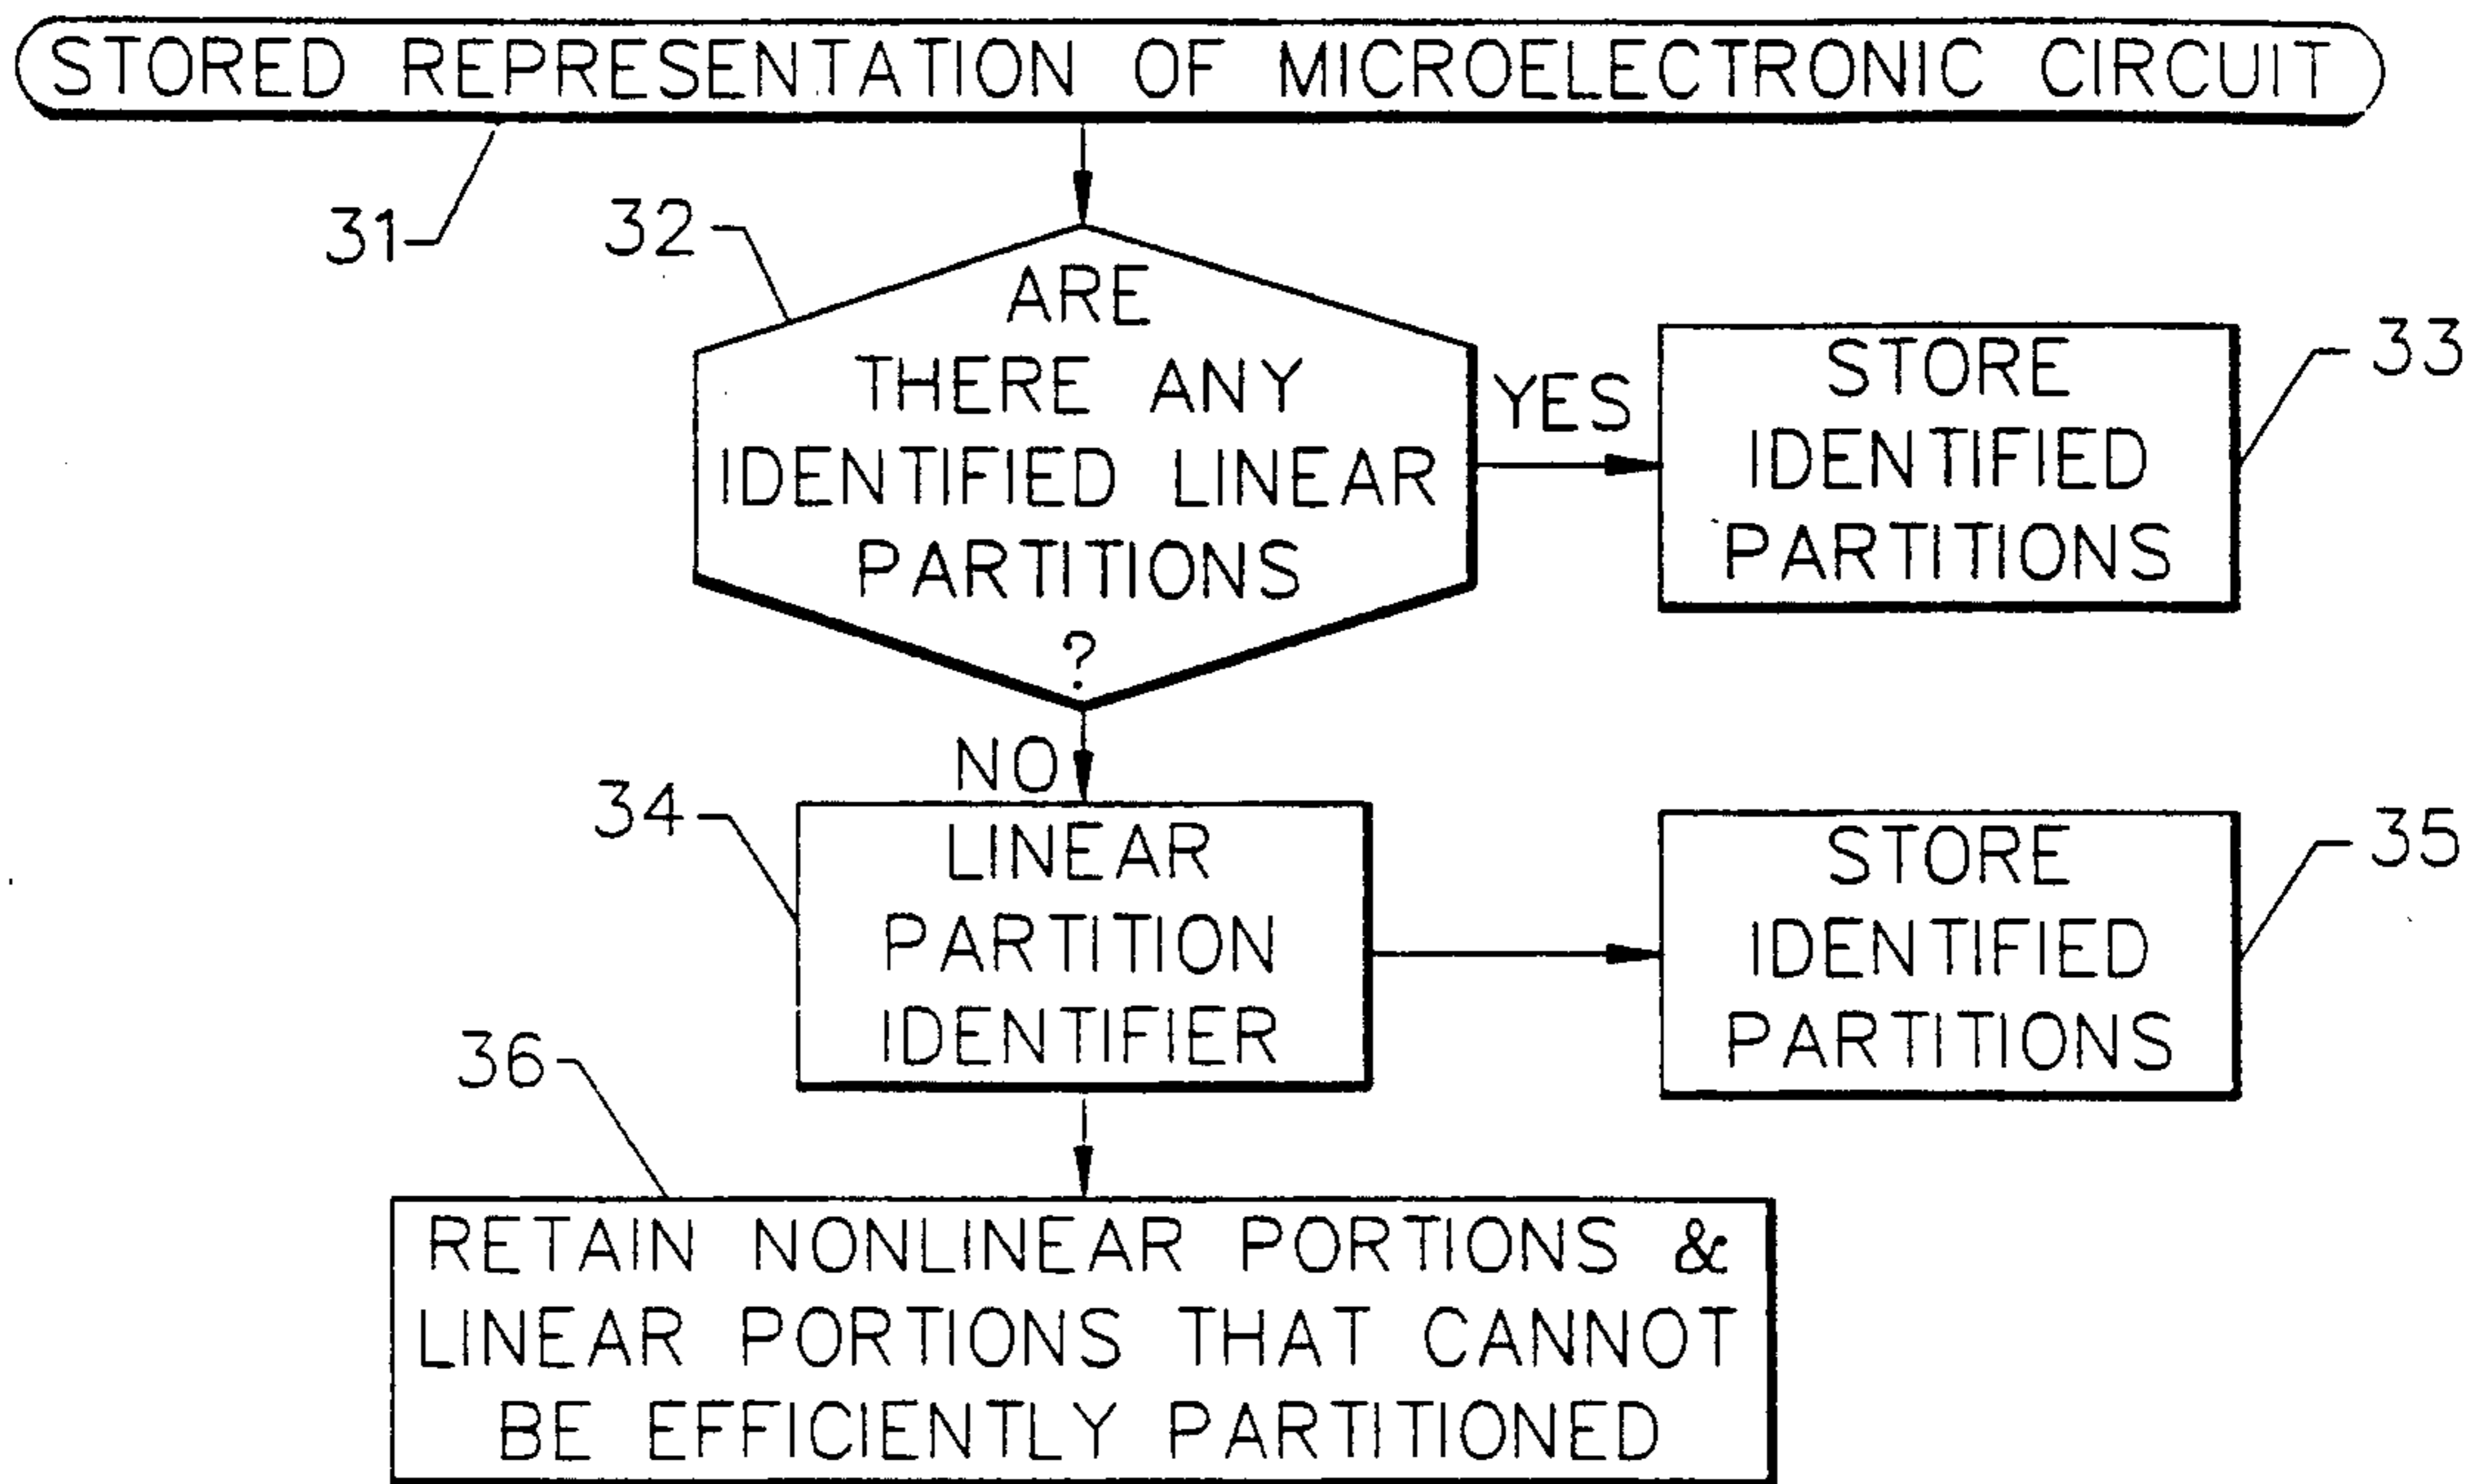 STORED REPRESENTATION OF MICROELECTRONIC CIRCUIT
31
32
ARE
THERE ANY
IDENTIFIED LINEAR
PARTITIONS
?
YES
STORE
IDENTIFIED
PARTITIONS
33
NO
34
LINEAR
PARTITION
IDENTIFIER
STORE
IDENTIFIED
PARTITIONS
35
36
RETAIN NONLINEAR PORTIONS &
LINEAR PORTIONS THAT CANNOT
BE EFFICIENTLY PARTITIONED